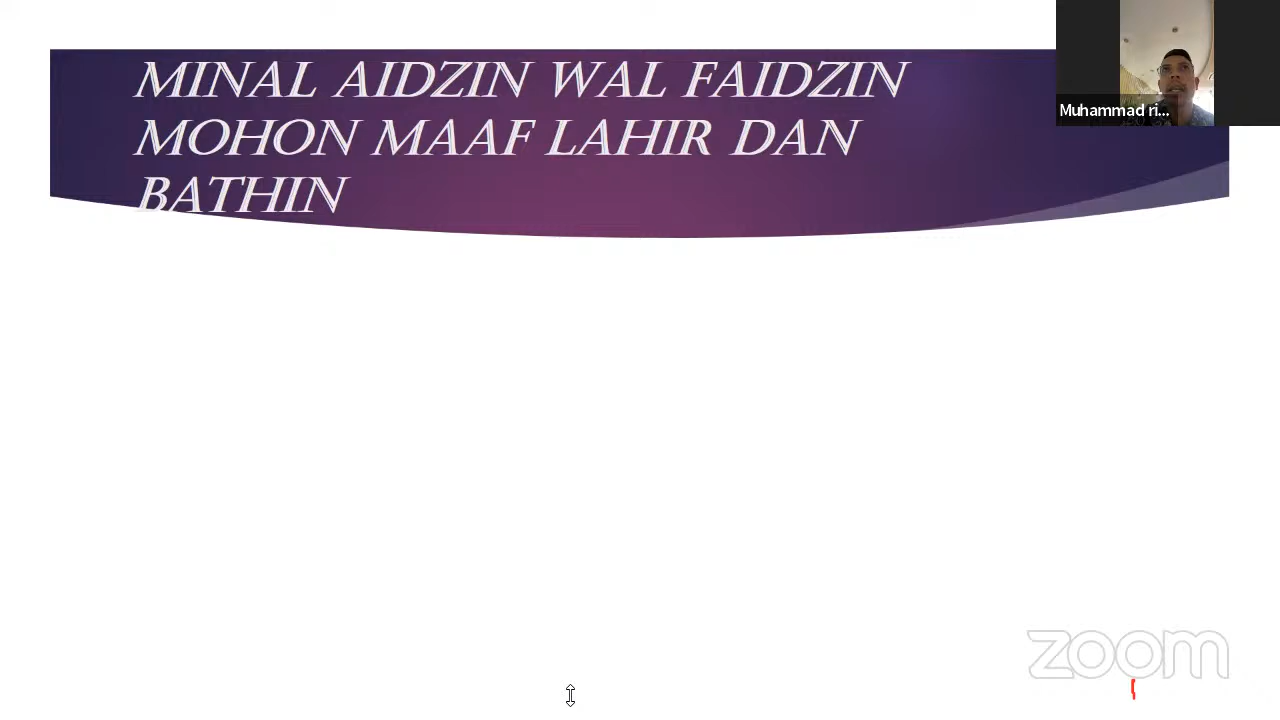 MINAL AIDZIN WAL FAIDZIN
MOHON MAAF LAHIR DAN
BATHIN
Muhammad ri...
zoom